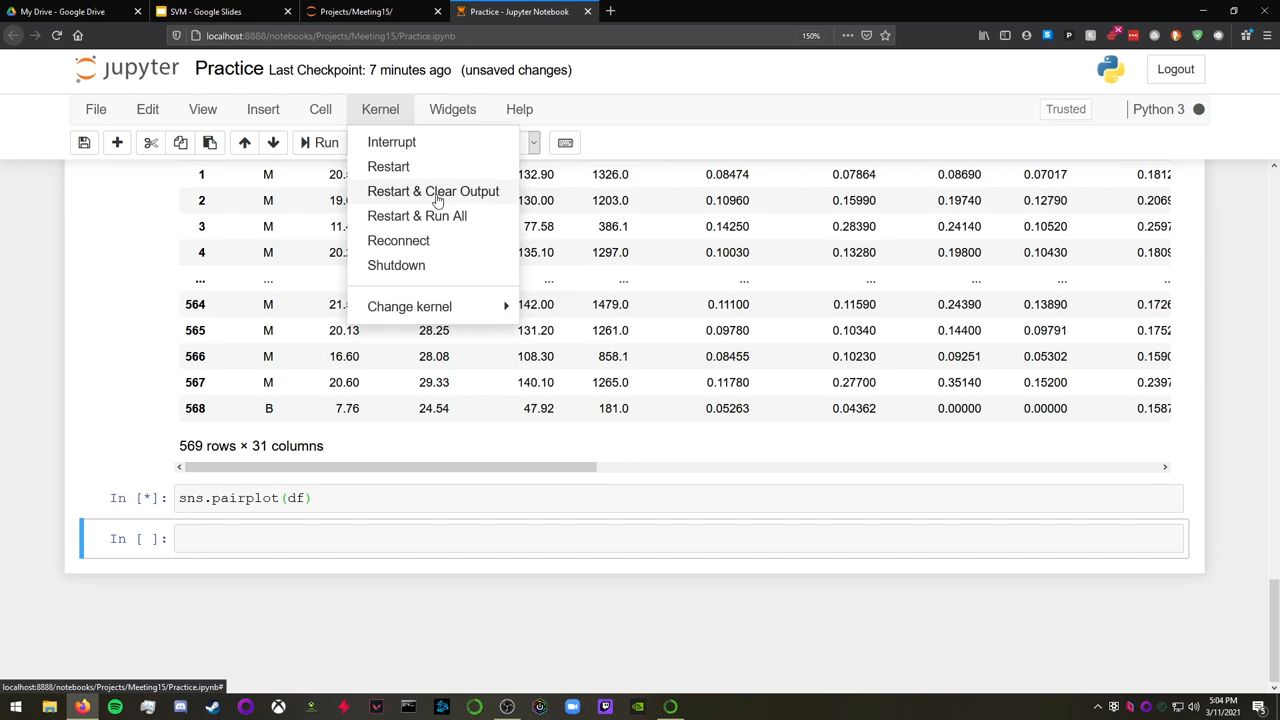 My Drive - Google Drive
SVM - Google Slides
Projects/Meeting15/
Practice - Jupyter Notebook
localhost:8888/notebooks/Projects/Meeting15/Practice.ipynb
150%
jupyter Practice Last Checkpoint: 7 minutes ago (unsaved changes)
Logout
File Edit View Insert Cell Kernel Widgets Help
Trusted
Python 3
Run
Interrupt
Restart
Restart & Clear Output
Restart & Run All
Reconnect
Shutdown
Change kernel
1 M 20. 132.90 1326.0 0.08474 0.07864 0.08690 0.07017 0.1812
2 M 19. 130.00 1203.0 0.10960 0.15990 0.19740 0.12790 0.2069
3 M 11. 77.58 386.1 0.14250 0.28390 0.24140 0.10520 0.2597
4 M 20. 135.10 1297.0 0.10030 0.13280 0.19800 0.10430 0.1809
... ... ... ... ... ... ... ...
564 M 21. 142.00 1479.0 0.11100 0.11590 0.24390 0.13890 0.1726
565 M 20.13 28.25 131.20 1261.0 0.09780 0.10340 0.14400 0.09791 0.1752
566 M 16.60 28.08 108.30 858.1 0.08455 0.10230 0.09251 0.05302 0.1590
567 M 20.60 29.33 140.10 1265.0 0.11780 0.27700 0.35140 0.15200 0.2397
568 B 7.76 24.54 47.92 181.0 0.05263 0.04362 0.00000 0.00000 0.1587
569 rows × 31 columns
In [*]: sns.pairplot(df)
In [ ]:
localhost:8888/notebooks/Projects/Meeting15/Practice.ipynb#
5:04 PM
3/11/2021